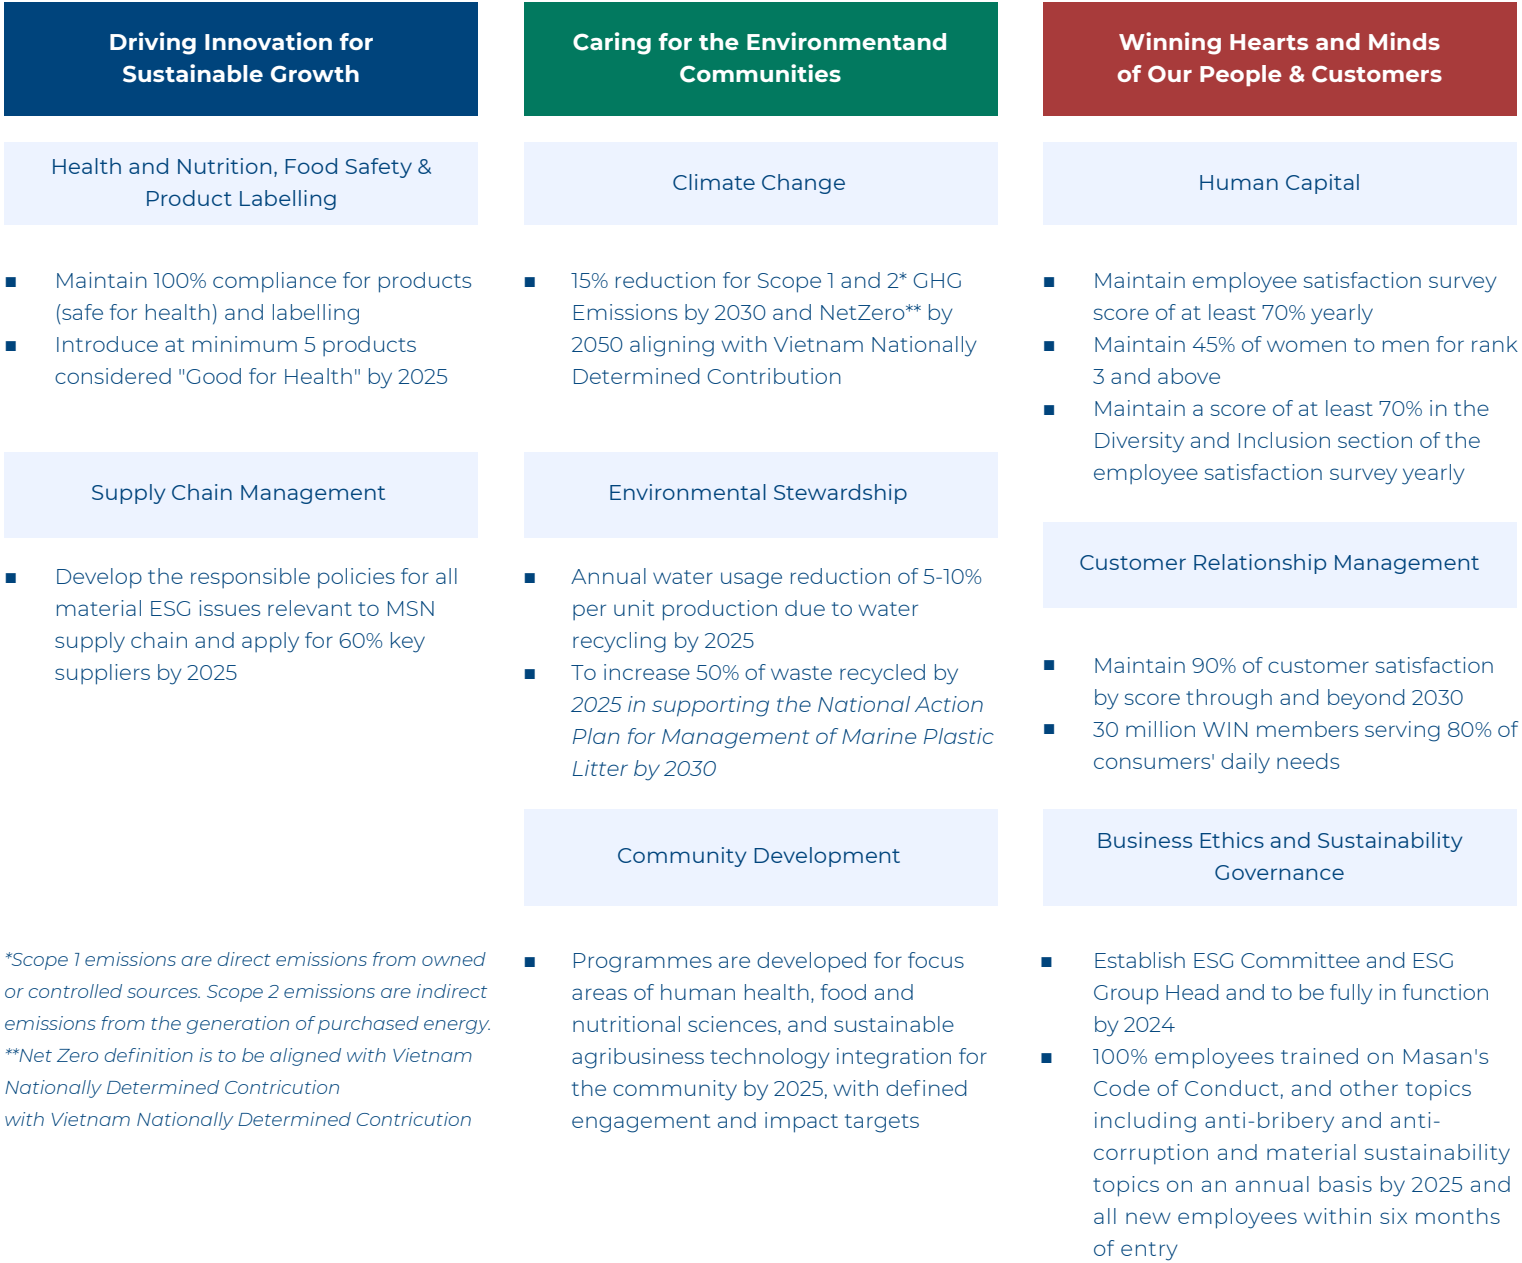 Driving Innovation for
Sustainable Growth
Health and Nutrition, Food Safety &
Product Labelling
■ Maintain 100% compliance for products
(safe for health) and labelling
■ Introduce at minimum 5 products
considered "Good for Health" by 2025
Supply Chain Management
■ Develop the responsible policies for all
material ESG issues relevant to MSN
supply chain and apply for 60% key
suppliers by 2025
*Scope 1 emissions are direct emissions from owned
or controlled sources. Scope 2 emissions are indirect
emissions from the generation of purchased energy.
**Net Zero definition is to be aligned with Vietnam
Nationally Determined Contricution
with Vietnam Nationally Determined Contricution
Caring for the Environmentand
Communities
Climate Change
■ 15% reduction for Scope 1 and 2* GHG
Emissions by 2030 and NetZero** by
2050 aligning with Vietnam Nationally
Determined Contribution
Environmental Stewardship
■ Annual water usage reduction of 5-10%
per unit production due to water
recycling by 2025
■ To increase 50% of waste recycled by
2025 in supporting the National Action
Plan for Management of Marine Plastic
Litter by 2030
Community Development
■ Programmes are developed for focus
areas of human health, food and
nutritional sciences, and sustainable
agribusiness technology integration for
the community by 2025, with defined
engagement and impact targets
Winning Hearts and Minds
of Our People & Customers
Human Capital
■ Maintain employee satisfaction survey
score of at least 70% yearly
■ Maintain 45% of women to men for rank
3 and above
■ Maintain a score of at least 70% in the
Diversity and Inclusion section of the
employee satisfaction survey yearly
Customer Relationship Management
■ Maintain 90% of customer satisfaction
by score through and beyond 2030
■ 30 million WIN members serving 80% of
consumers' daily needs
Business Ethics and Sustainability
Governance
■ Establish ESG Committee and ESG
Group Head and to be fully in function
by 2024
■ 100% employees trained on Masan's
Code of Conduct, and other topics
including anti-bribery and anti-
corruption and material sustainability
topics on an annual basis by 2025 and
all new employees within six months
of entry